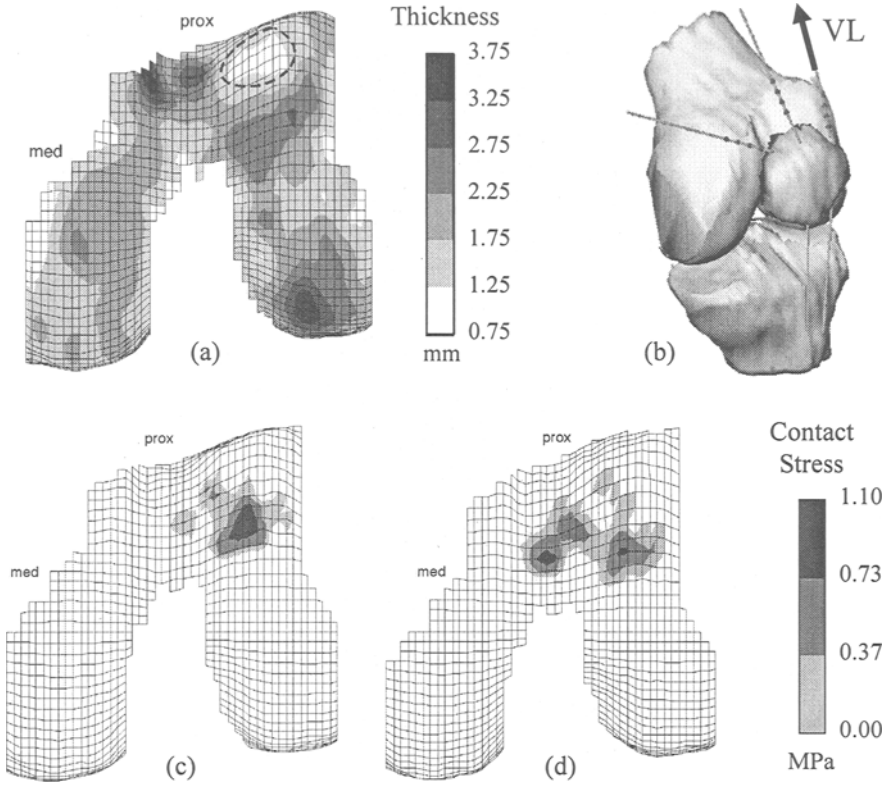 prox
med
(a)
Thickness
3.75
3.25
2.75
2.25
1.75
1.25
0.75
mm
VL
(b)
prox
med
(c)
prox
med
(d)
Contact
Stress
1.10
0.73
0.37
0.00
MPa